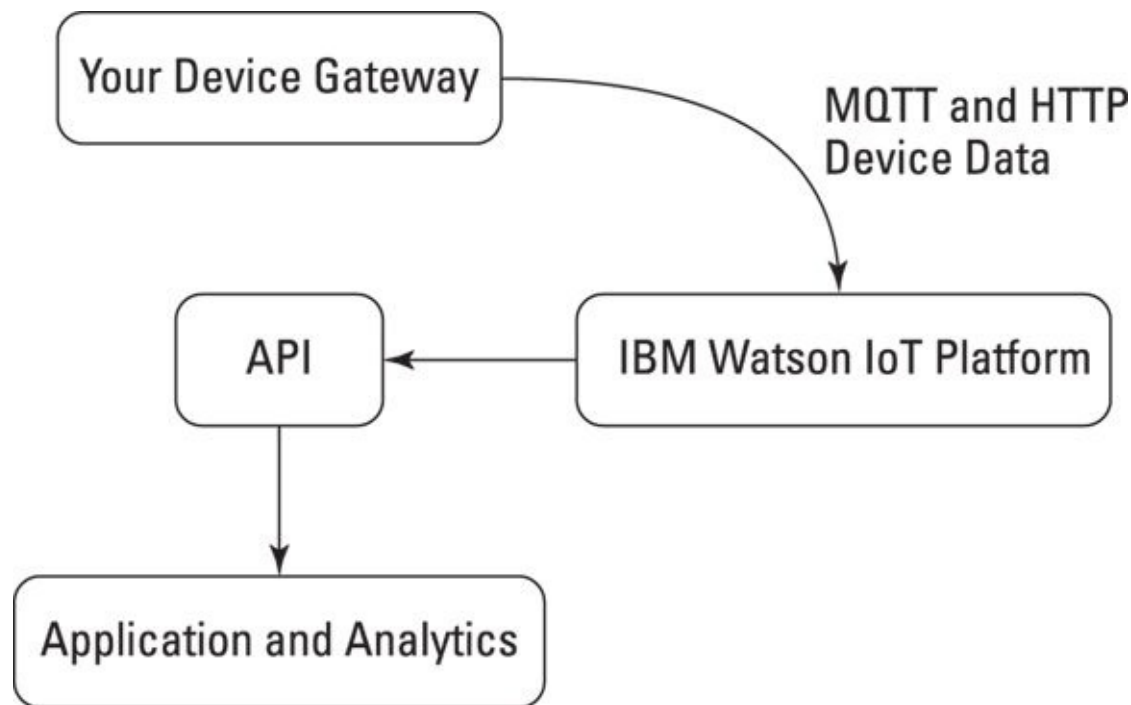 Your Device Gateway
MQTT and HTTP
Device Data
API
IBM Watson IoT Platform
Application and Analytics